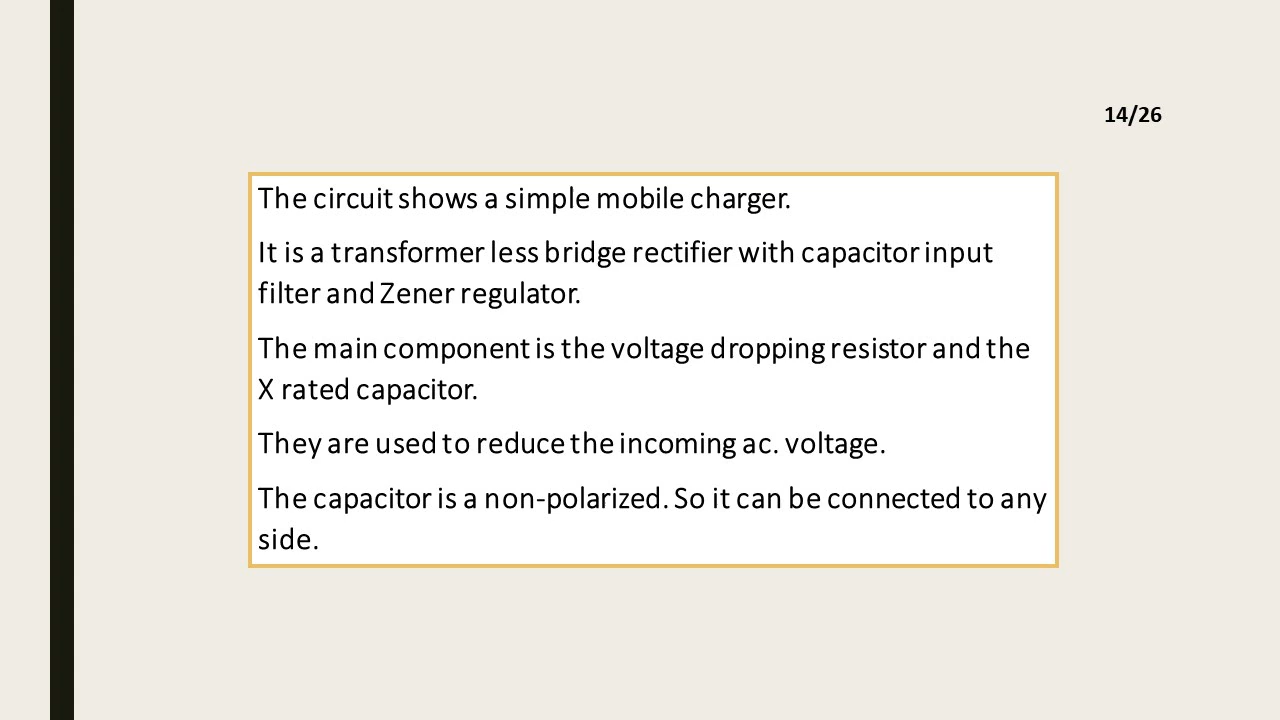 14/26
The circuit shows a simple mobile charger.
It is a transformer less bridge rectifier with capacitor input
filter and Zener regulator.
The main component is the voltage dropping resistor and the
X rated capacitor.
They are used to reduce the incoming ac. voltage.
The capacitor is a non-polarized. So it can be connected to any
side.